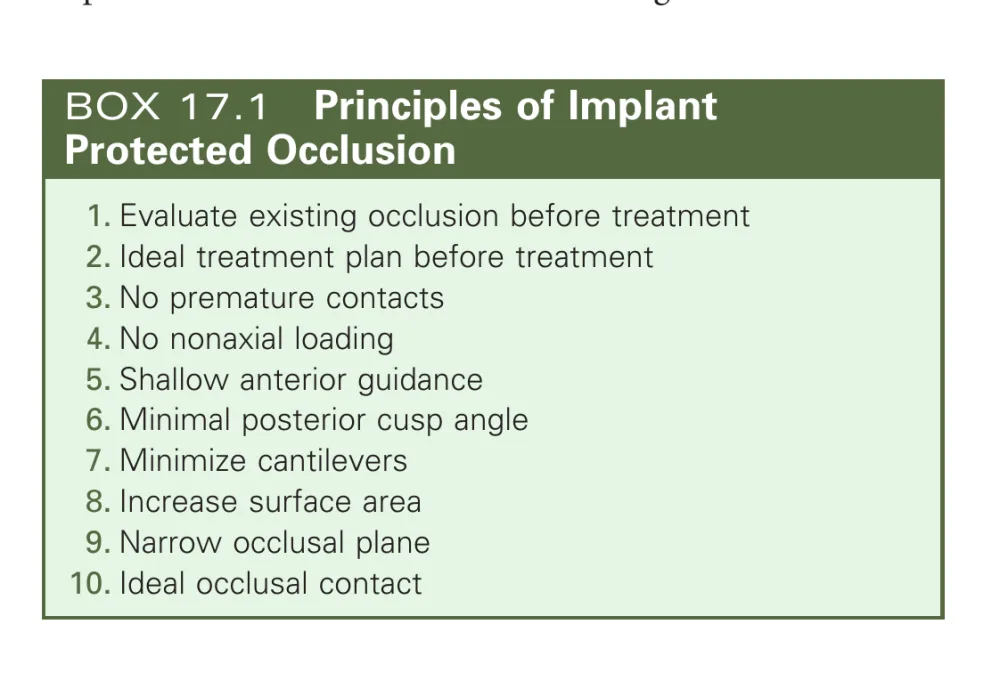 BOX 17.1 Principles of Implant
Protected Occlusion
1. Evaluate existing occlusion before treatment
2. Ideal treatment plan before treatment
3. No premature contacts
4. No nonaxial loading
5. Shallow anterior guidance
6. Minimal posterior cusp angle
7. Minimize cantilevers
8. Increase surface area
9. Narrow occlusal plane
10. Ideal occlusal contact